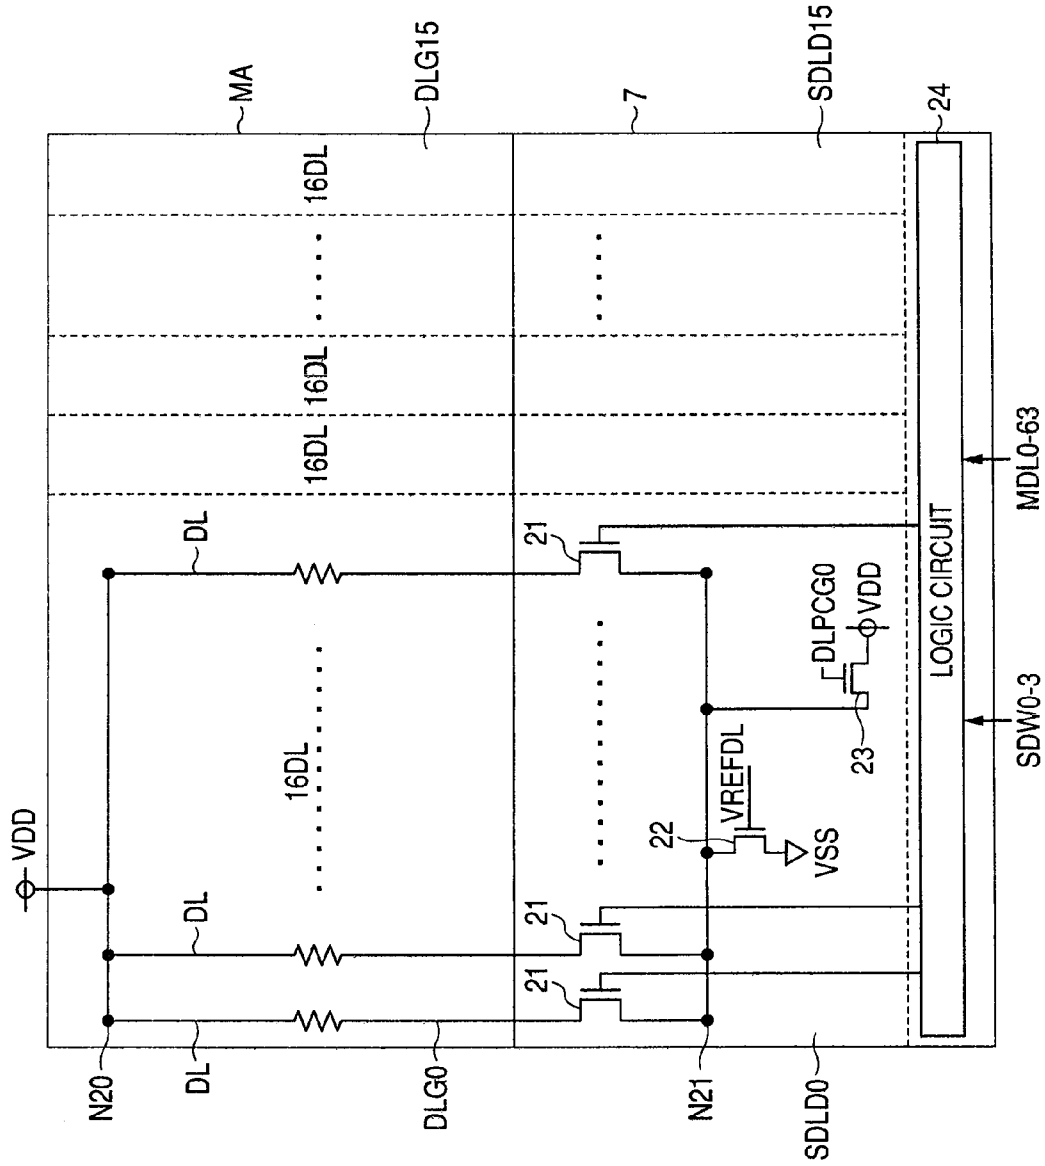 VDD
MA
DLG15
7
SDLD15
24
16DL
16DL
16DL
16DL
DL
DL
DL
N20
DLG0
21
21
21
22
VREFDL
VSS
23
DLPCG0
VDD
N21
SDLD0
LOGIC CIRCUIT
SDW0-3
MDL0-63